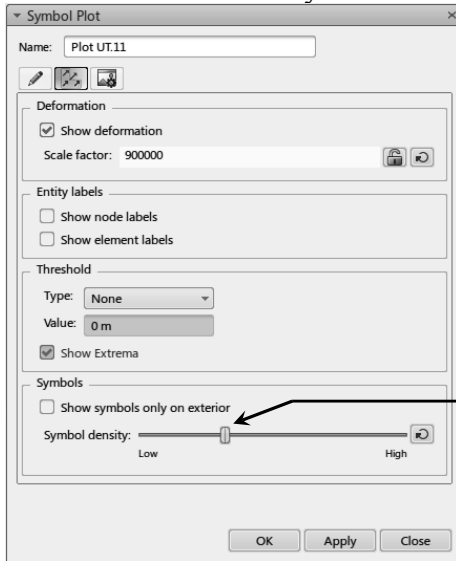 Symbol Plot
Name: Plot UT.11
Deformation
Show deformation
Scale factor: 900000
Entity labels
Show node labels
Show element labels
Threshold
Type: None
Value: 0 m
Show Extrema
Symbols
Show symbols only on exterior
Symbol density:
Low High
OK Apply Close